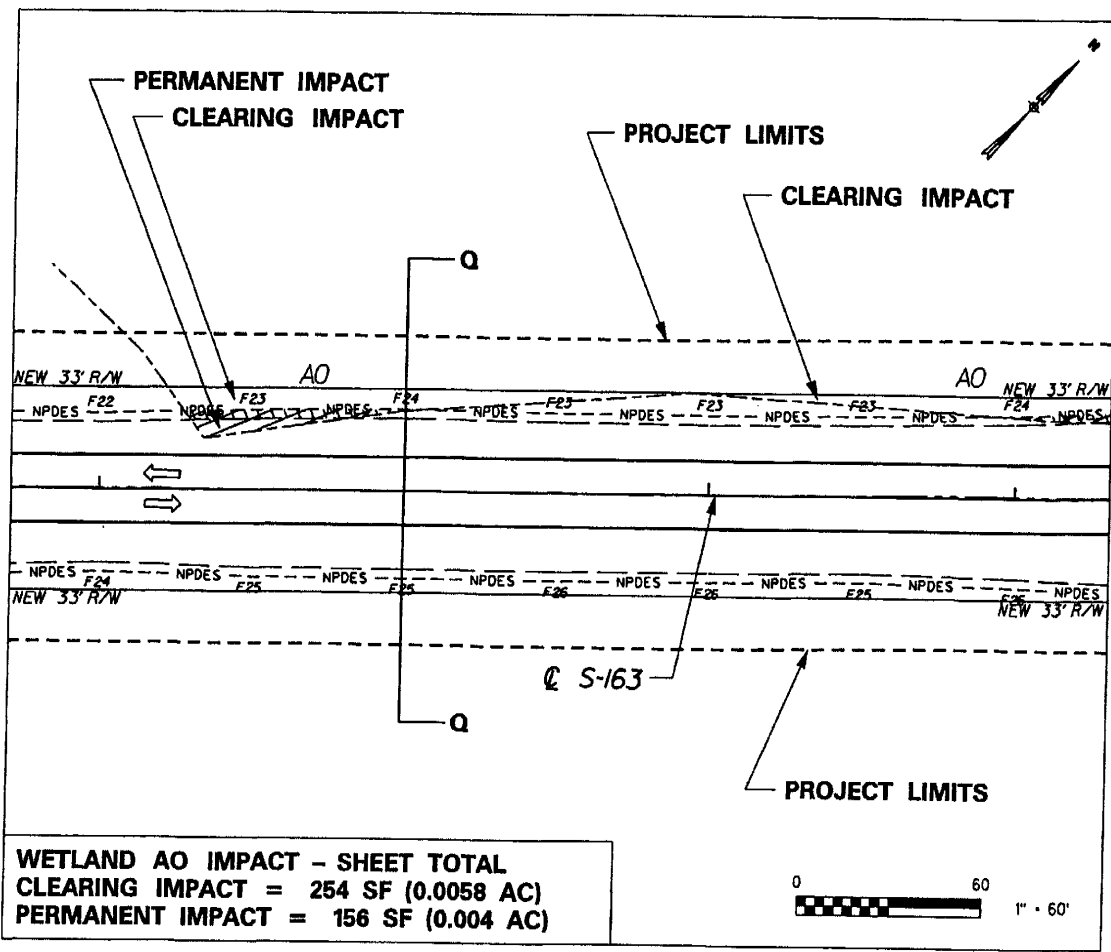 N
PERMANENT IMPACT
CLEARING IMPACT
PROJECT LIMITS
CLEARING IMPACT
Q
NEW 33' R/W
AO
AO
NEW 33' R/W
F22
F23
F24
F23
F23
F23
F24
NPDES NPDES NPDES NPDES NPDES NPDES NPDES NPDES
NPDES NPDES NPDES NPDES NPDES NPDES NPDES NPDES
F24
F25
F25
F26
F26
F25
F26
NEW 33' R/W
NEW 33' R/W
℄ S-163
Q
PROJECT LIMITS
WETLAND AO IMPACT - SHEET TOTAL
CLEARING IMPACT = 254 SF (0.0058 AC)
PERMANENT IMPACT = 156 SF (0.004 AC)
0 60
1" = 60'